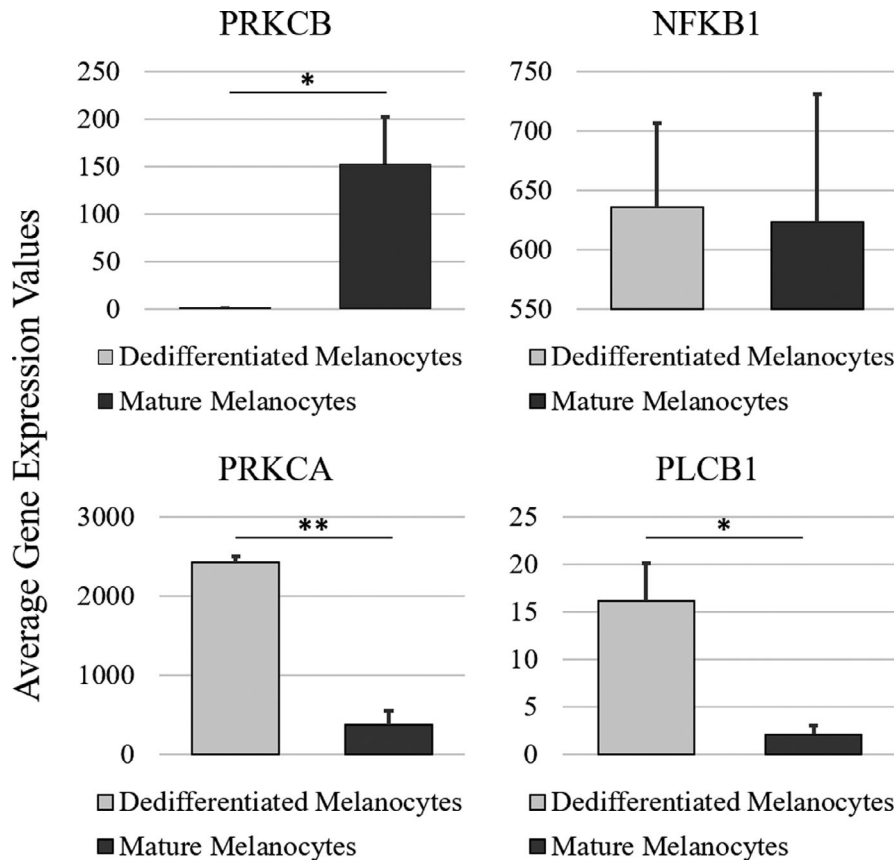 Average Gene Expression Values
PRKCB
250
200
150
100
50
0
*
Dedifferentiated Melanocytes
Mature Melanocytes
NFKB1
750
700
650
600
550
Dedifferentiated Melanocytes
Mature Melanocytes
PRKCA
3000
2000
1000
0
**
Dedifferentiated Melanocytes
Mature Melanocytes
PLCB1
25
20
15
10
5
0
*
Dedifferentiated Melanocytes
Mature Melanocytes